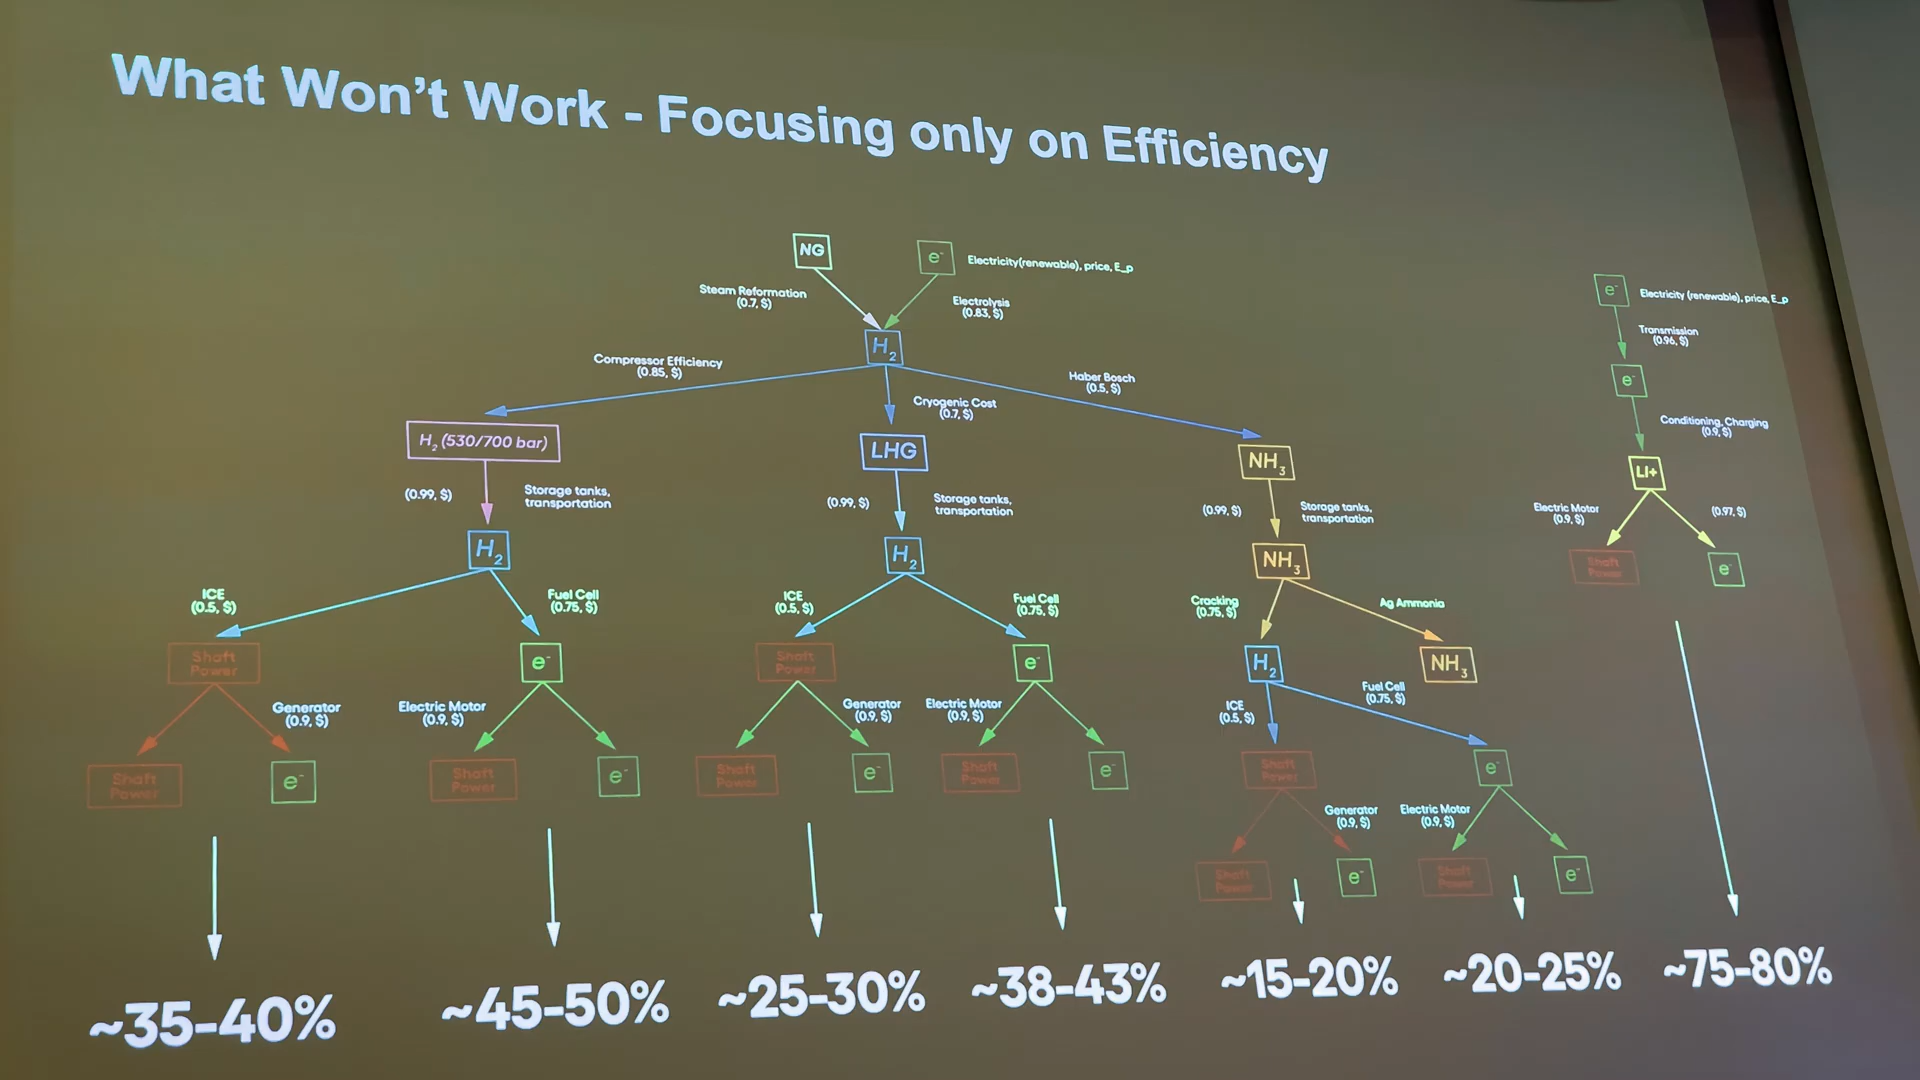 What Won't Work - Focusing only on Efficiency
NG
e⁻
Electricity(renewable), price, E_p
Steam Reformation
(0.7, $)
Electrolysis
(0.83, $)
H₂
Compressor Efficiency
(0.85, $)
Cryogenic Cost
(0.7, $)
Haber Bosch
(0.5, $)
H₂ (530/700 bar)
LHG
NH₃
(0.99, $)
Storage tanks,
transportation
(0.99, $)
Storage tanks,
transportation
(0.99, $)
Storage tanks,
transportation
H₂
H₂
NH₃
ICE
(0.5, $)
Fuel Cell
(0.75, $)
ICE
(0.5, $)
Fuel Cell
(0.75, $)
Cracking
(0.75, $)
Ag Ammonia
Shaft
Power
e⁻
Shaft
Power
e⁻
H₂
NH₃
Generator
(0.9, $)
Electric Motor
(0.9, $)
Generator
(0.9, $)
Electric Motor
(0.9, $)
ICE
(0.5, $)
Fuel Cell
(0.75, $)
Shaft
Power
e⁻
Shaft
Power
e⁻
Shaft
Power
e⁻
Shaft
Power
e⁻
Shaft
Power
e⁻
Generator
(0.9, $)
Electric Motor
(0.9, $)
Shaft
Power
e⁻
Shaft
Power
e⁻
e⁻
Electricity (renewable), price, E_p
Transmission
(0.96, $)
e⁻
Conditioning, Charging
(0.9, $)
LI+
Electric Motor
(0.9, $)
(0.97, $)
Shaft
Power
e⁻
~35-40%
~45-50%
~25-30%
~38-43%
~15-20%
~20-25%
~75-80%